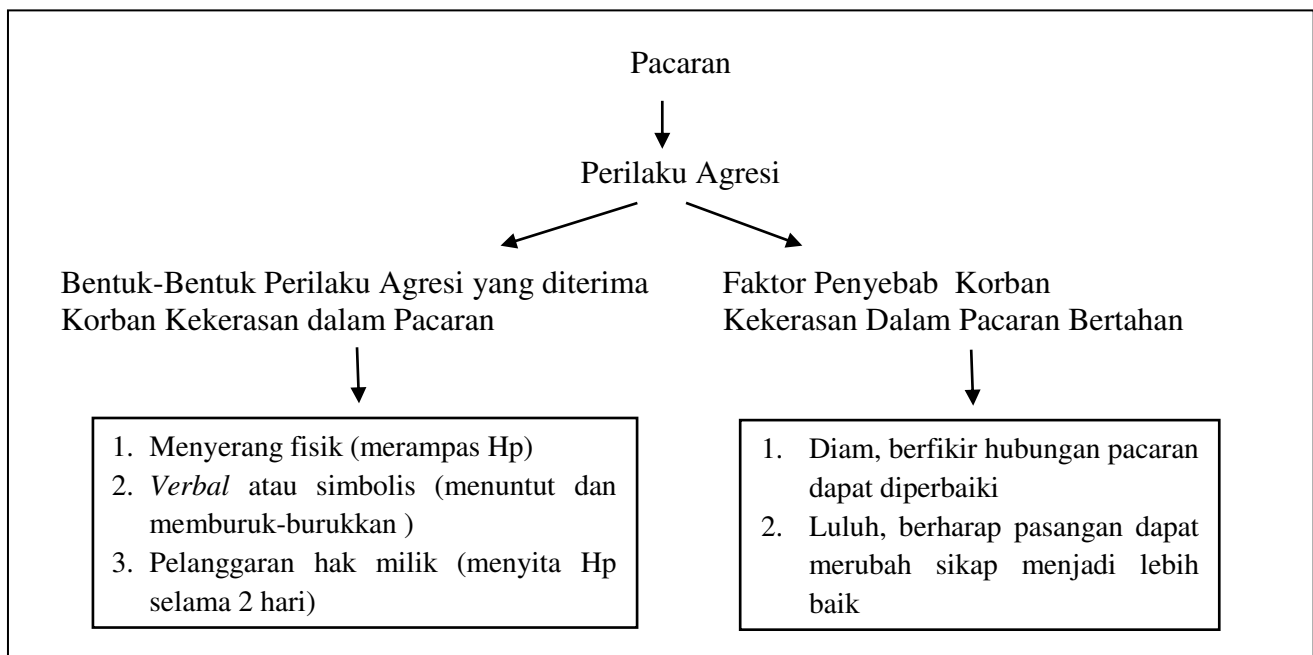 Pacaran
Perilaku Agresi
Bentuk-Bentuk Perilaku Agresi yang diterima
Korban Kekerasan dalam Pacaran
Faktor Penyebab Korban
Kekerasan Dalam Pacaran Bertahan
1. Menyerang fisik (merampas Hp)
2. Verbal atau simbolis (menuntut dan
memburuk-burukkan )
3. Pelanggaran hak milik (menyita Hp
selama 2 hari)
1. Diam, berfikir hubungan pacaran
dapat diperbaiki
2. Luluh, berharap pasangan dapat
merubah sikap menjadi lebih
baik